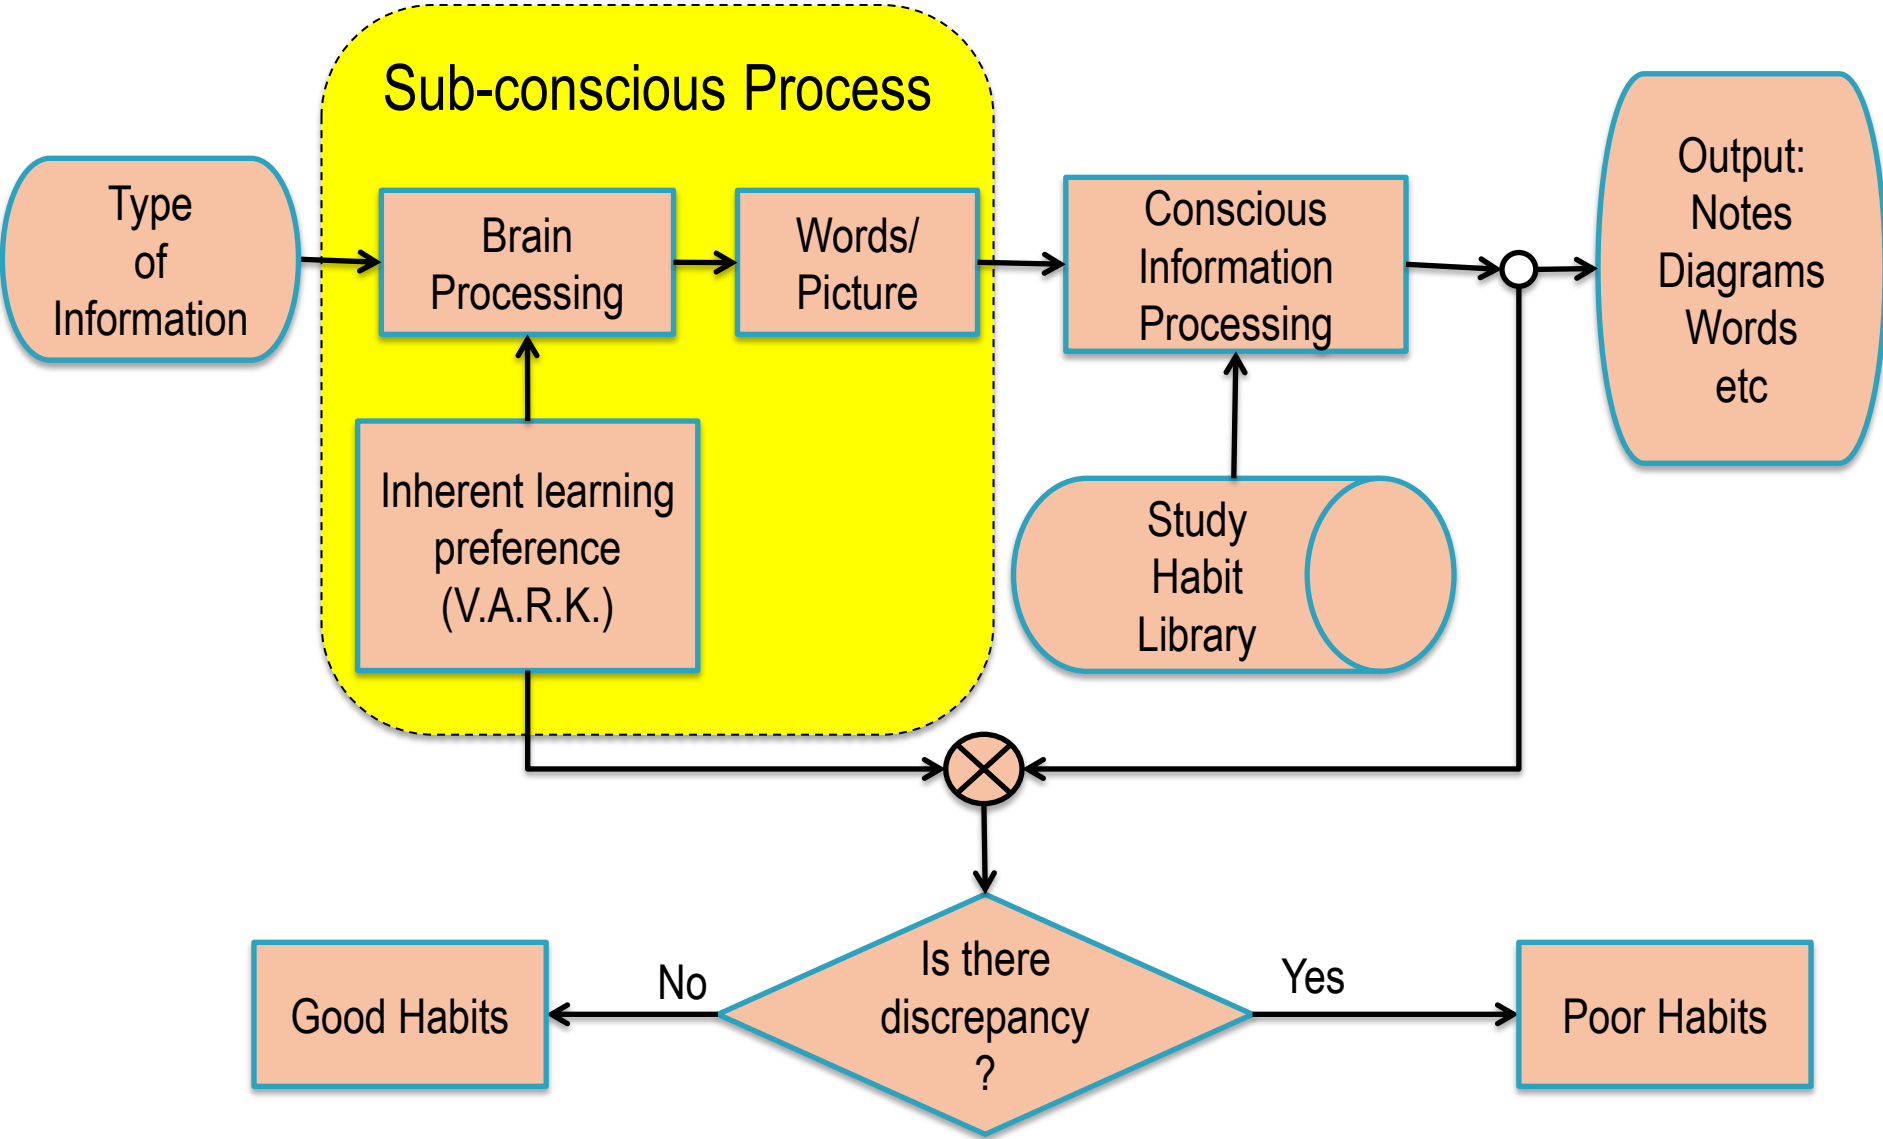 Sub-conscious Process
Type
of
Information
Brain
Processing
Words/
Picture
Conscious
Information
Processing
Output:
Notes
Diagrams
Words
etc
Inherent learning
preference
(V.A.R.K.)
Study
Habit
Library
Is there
discrepancy
?
No
Yes
Good Habits
Poor Habits